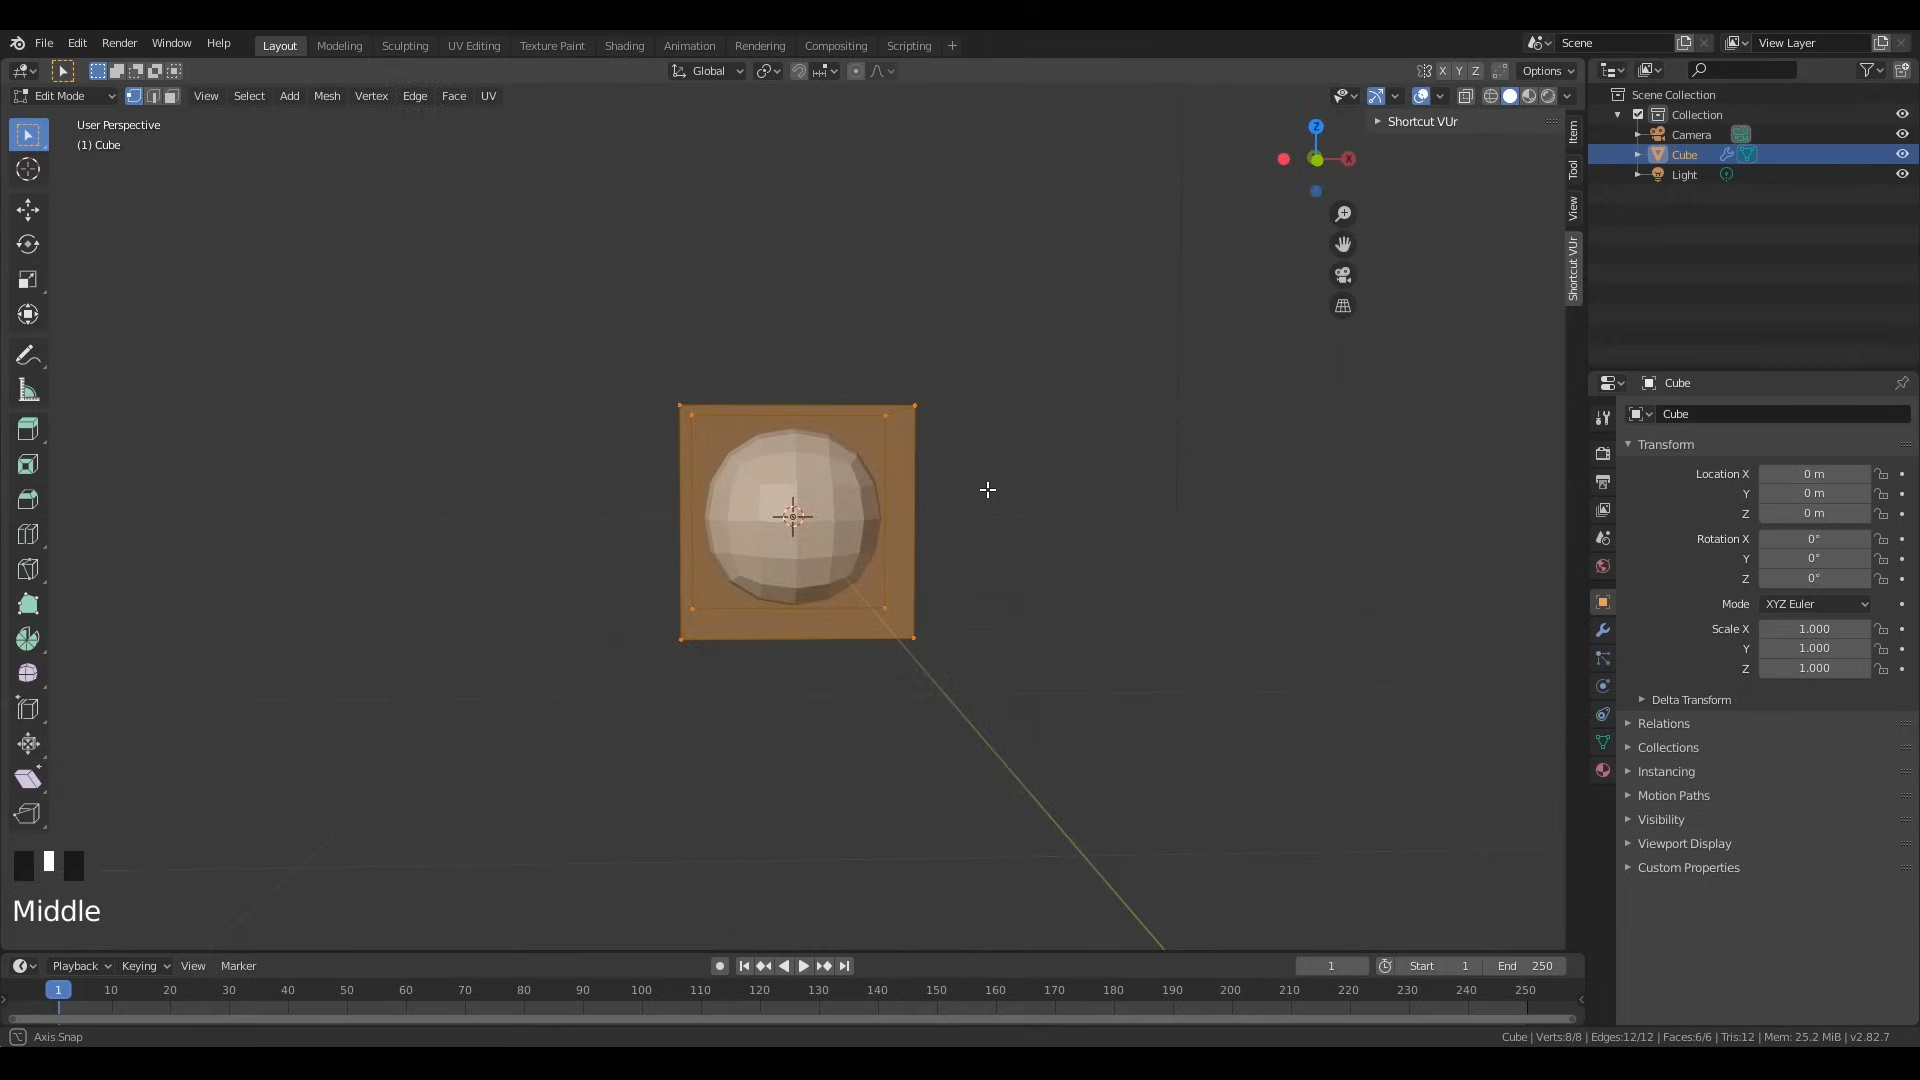 File Edit Render Window Help Layout Modeling Sculpting UV Editing Texture Paint Shading Animation Rendering Compositing Scripting + Scene View Layer
Global X Y Z Options
Edit Mode View Select Add Mesh Vertex Edge Face UV
User Perspective
(1) Cube
Shortcut VUr
Z
X
Item
Tool
View
Shortcut VUr
Scene Collection
Collection
Camera
Cube
Light
Cube
Cube
Transform
Location X 0 m
Y 0 m
Z 0 m
Rotation X 0°
Y 0°
Z 0°
Mode XYZ Euler
Scale X 1.000
Y 1.000
Z 1.000
Delta Transform
Relations
Collections
Instancing
Motion Paths
Visibility
Viewport Display
Custom Properties
Middle
Playback Keying View Marker 1 Start 1 End 250
1 10 20 30 40 50 60 70 80 90 100 110 120 130 140 150 160 170 180 190 200 210 220 230 240 250
Axis Snap
Cube | Verts:8/8 | Edges:12/12 | Faces:6/6 | Tris:12 | Mem: 25.2 MiB | v2.82.7